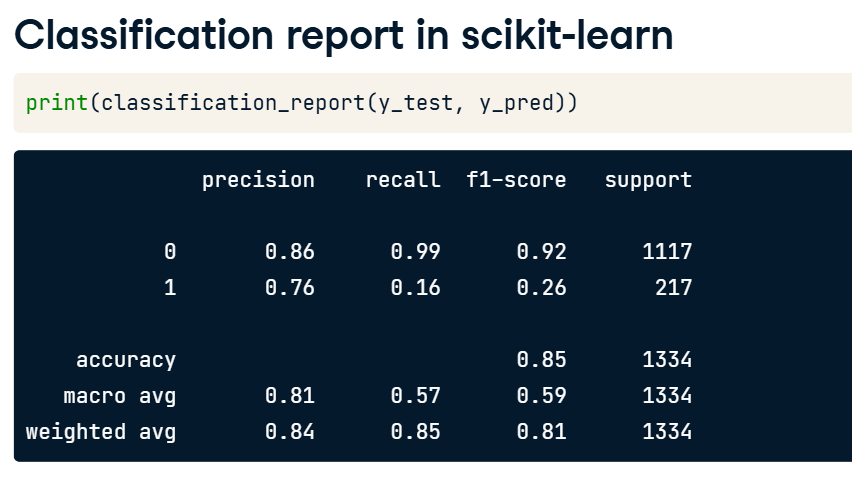 Classification report in scikit-learn
print(classification_report(y_test, y_pred))
precision recall f1-score support
0 0.86 0.99 0.92 1117
1 0.76 0.16 0.26 217
accuracy 0.85 1334
macro avg 0.81 0.57 0.59 1334
weighted avg 0.84 0.85 0.81 1334